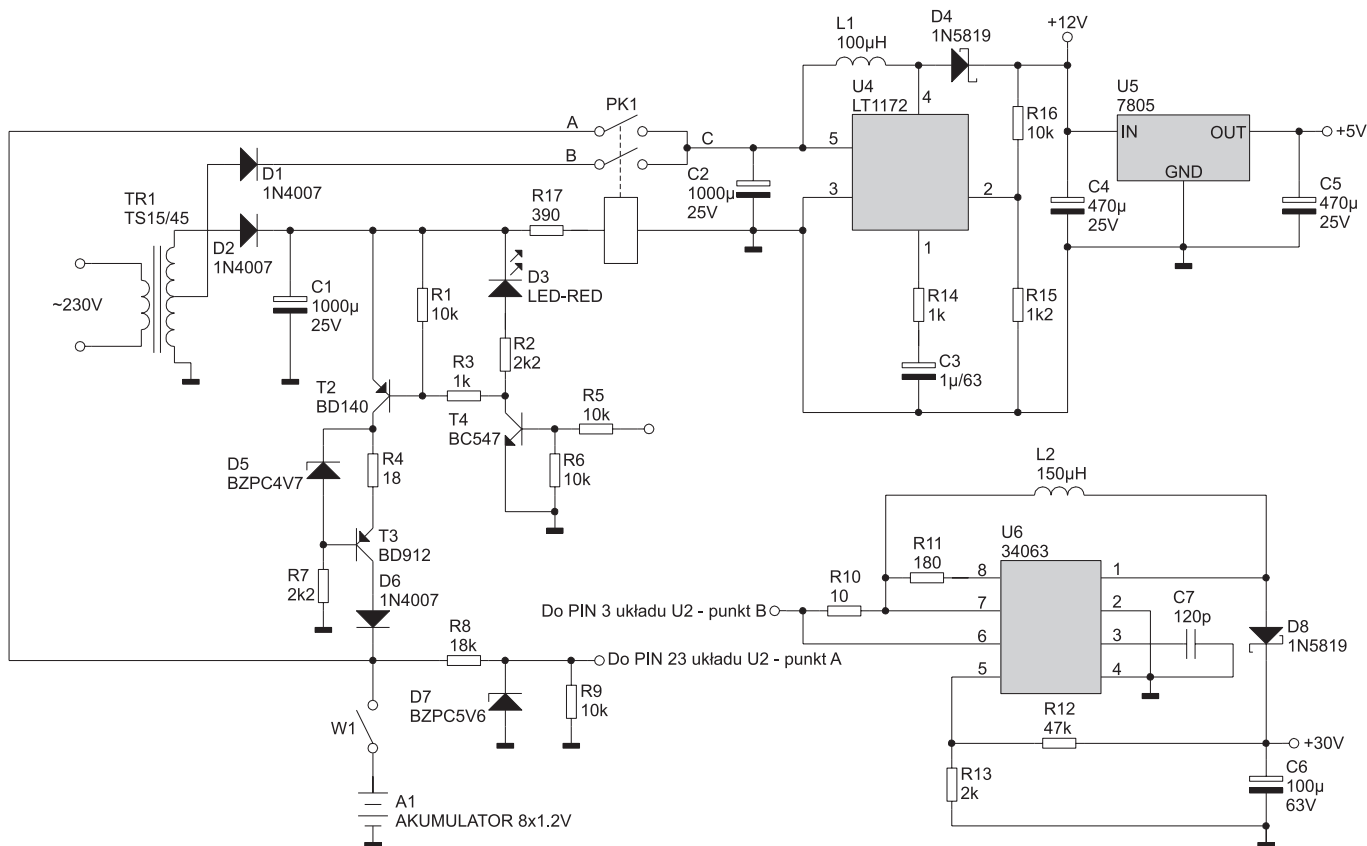 L1
100µH
D4
1N5819
+12V
PK1
A
B
C
U4
LT1172
4
5
3
2
1
R16
10k
U5
7805
IN
OUT
GND
+5V
D1
1N4007
TR1
TS15/45
D2
1N4007
~230V
C1
1000µ
25V
R17
390
C2
1000µ
25V
C4
470µ
25V
C5
470µ
25V
R1
10k
D3
LED-RED
R2
2k2
R14
1k
R15
1k2
C3
1µ/63
R3
1k
T2
BD140
T4
BC547
R5
10k
R6
10k
D5
BZPC4V7
R4
18
T3
BD912
R7
2k2
D6
1N4007
R8
18k
Do PIN 23 układu U2 - punkt A
D7
BZPC5V6
R9
10k
W1
A1
AKUMULATOR 8x1.2V
L2
150µH
U6
34063
R11
180
R10
10
Do PIN 3 układu U2 - punkt B
8
7
6
5
1
2
3
4
C7
120p
D8
1N5819
R12
47k
+30V
R13
2k
C6
100µ
63V